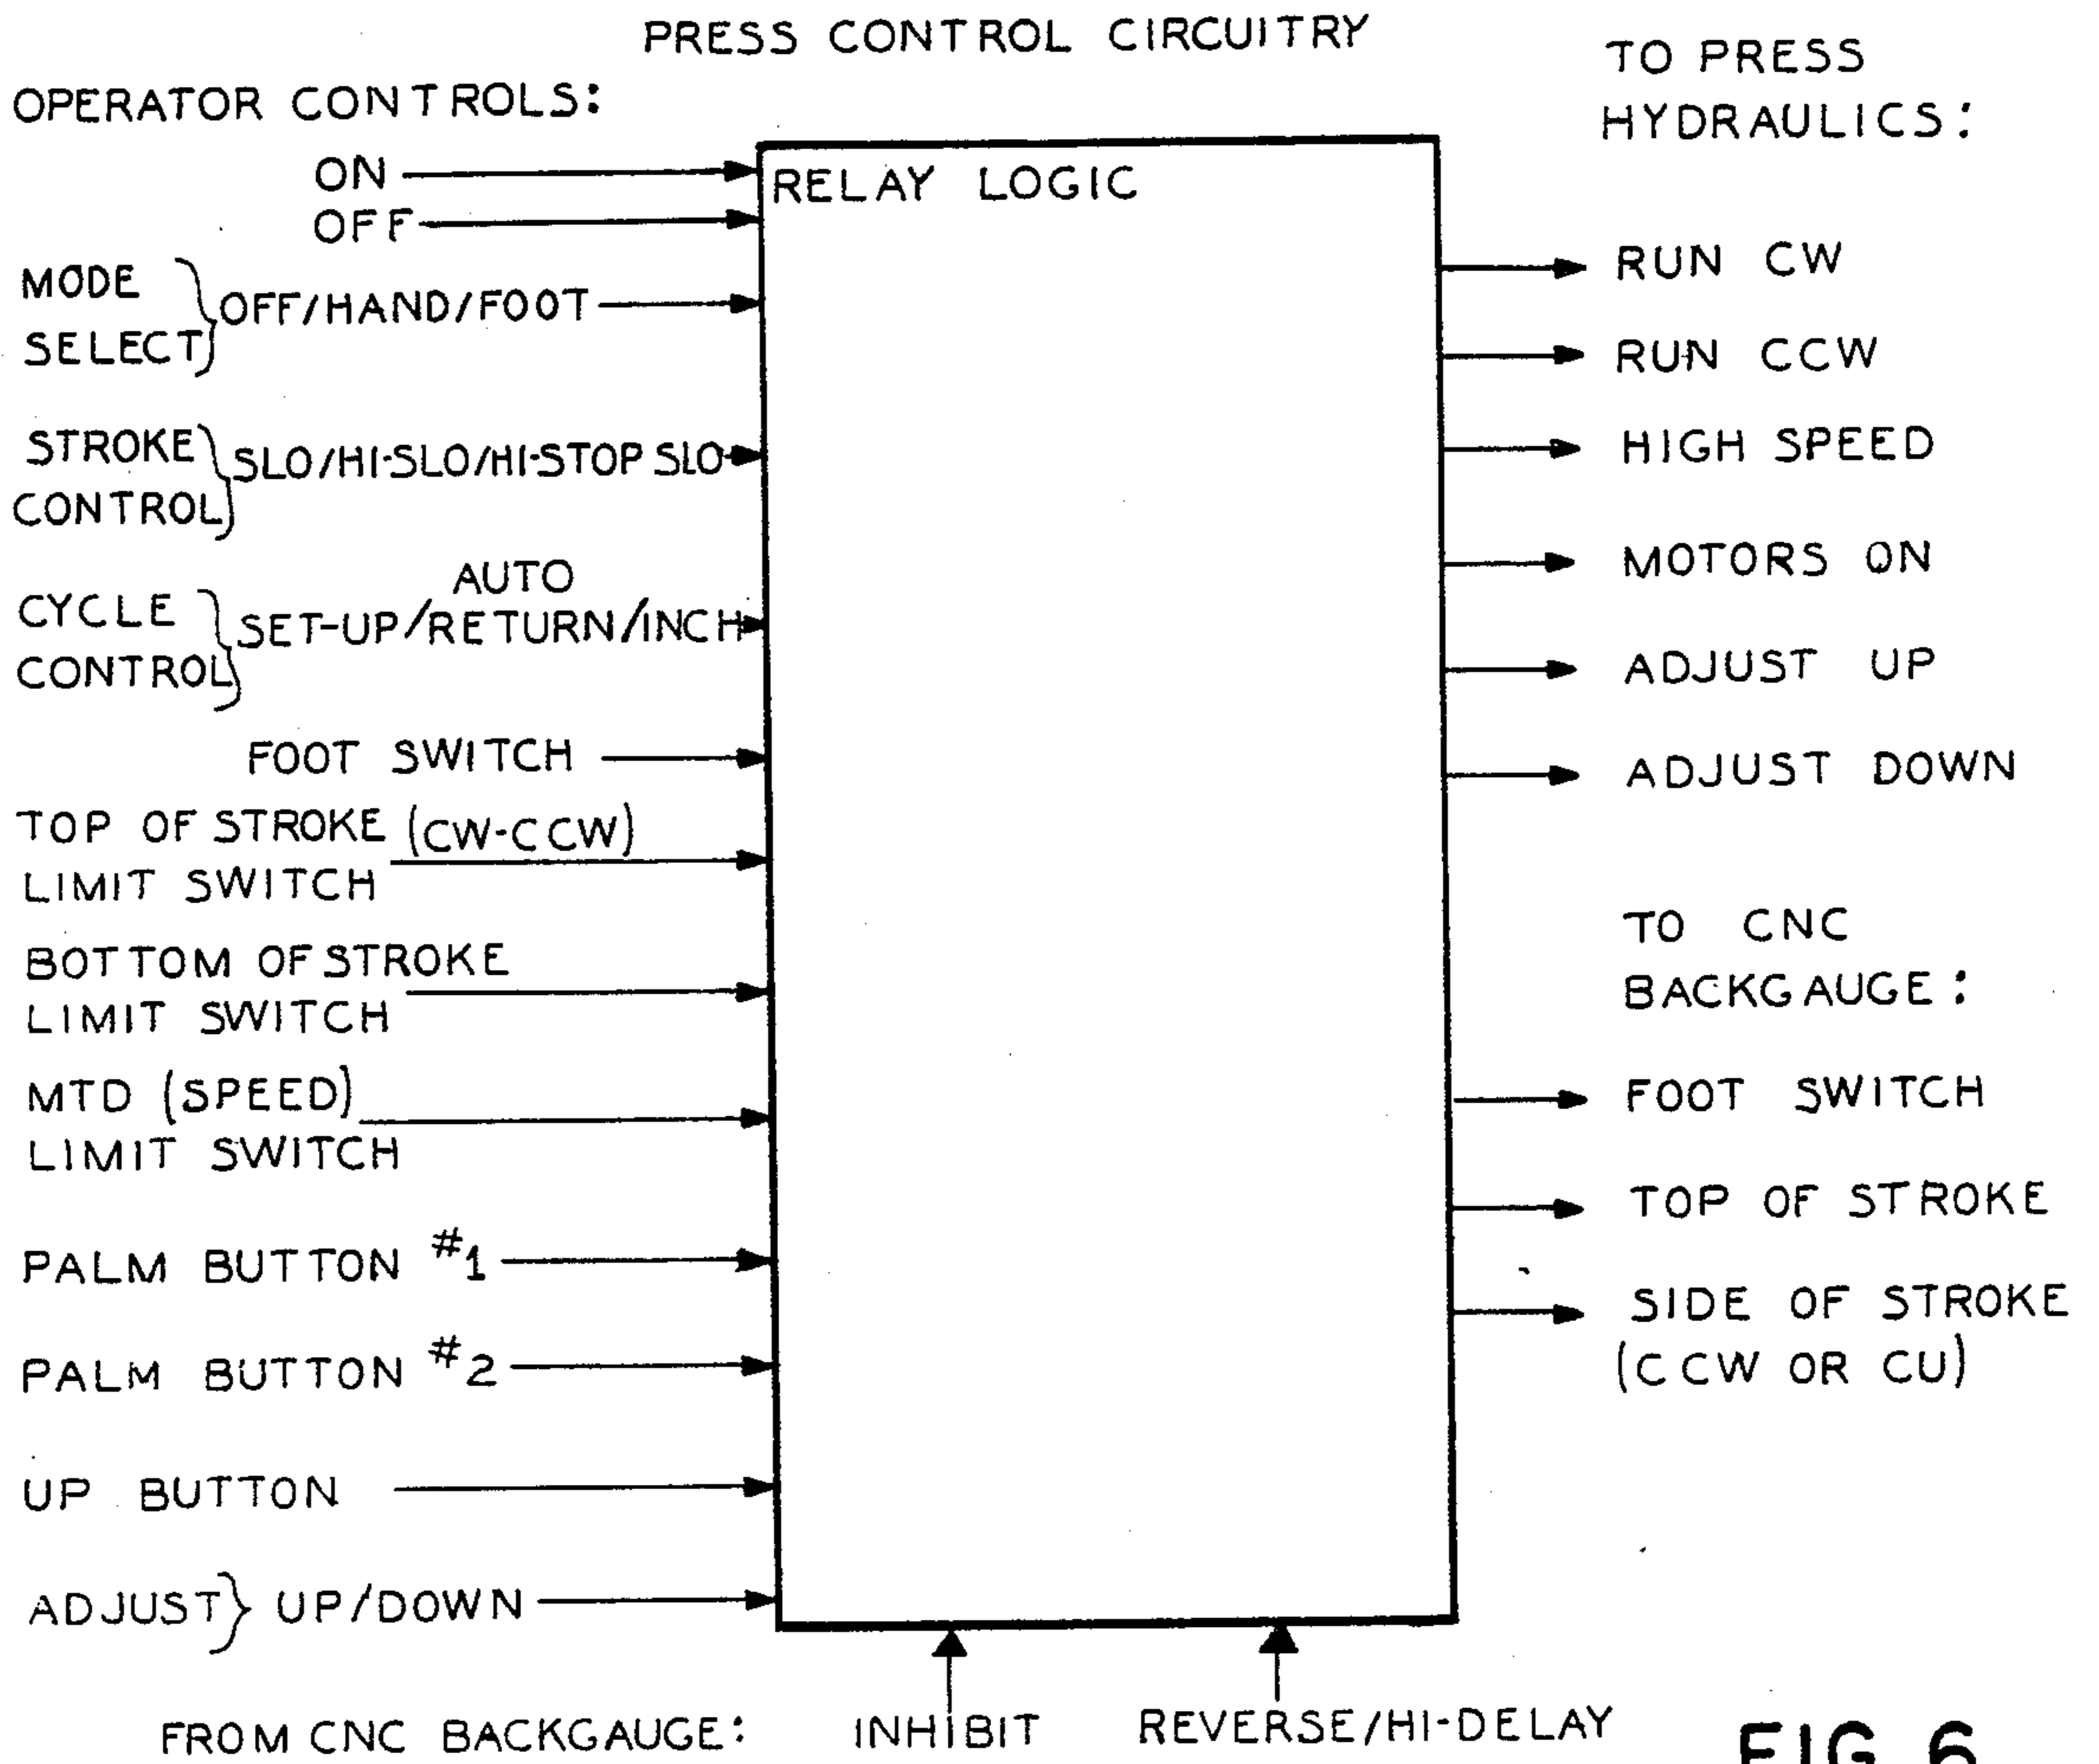 PRESS CONTROL CIRCUITRY
OPERATOR CONTROLS:
ON
OFF
MODE
SELECT
OFF/HAND/FOOT
STROKE
CONTROL
SLO/HI-SLO/HI-STOP SLO
CYCLE
CONTROL
AUTO
SET-UP/RETURN/INCH
FOOT SWITCH
TOP OF STROKE (CW-CCW)
LIMIT SWITCH
BOTTOM OF STROKE
LIMIT SWITCH
MTD (SPEED)
LIMIT SWITCH
PALM BUTTON #1
PALM BUTTON #2
UP BUTTON
ADJUST UP/DOWN
RELAY LOGIC
TO PRESS
HYDRAULICS:
RUN CW
RUN CCW
HIGH SPEED
MOTORS ON
ADJUST UP
ADJUST DOWN
TO CNC
BACKGAUGE:
FOOT SWITCH
TOP OF STROKE
SIDE OF STROKE
(CCW OR CU)
FROM CNC BACKGAUGE: INHIBIT REVERSE/HI-DELAY
FIG 6